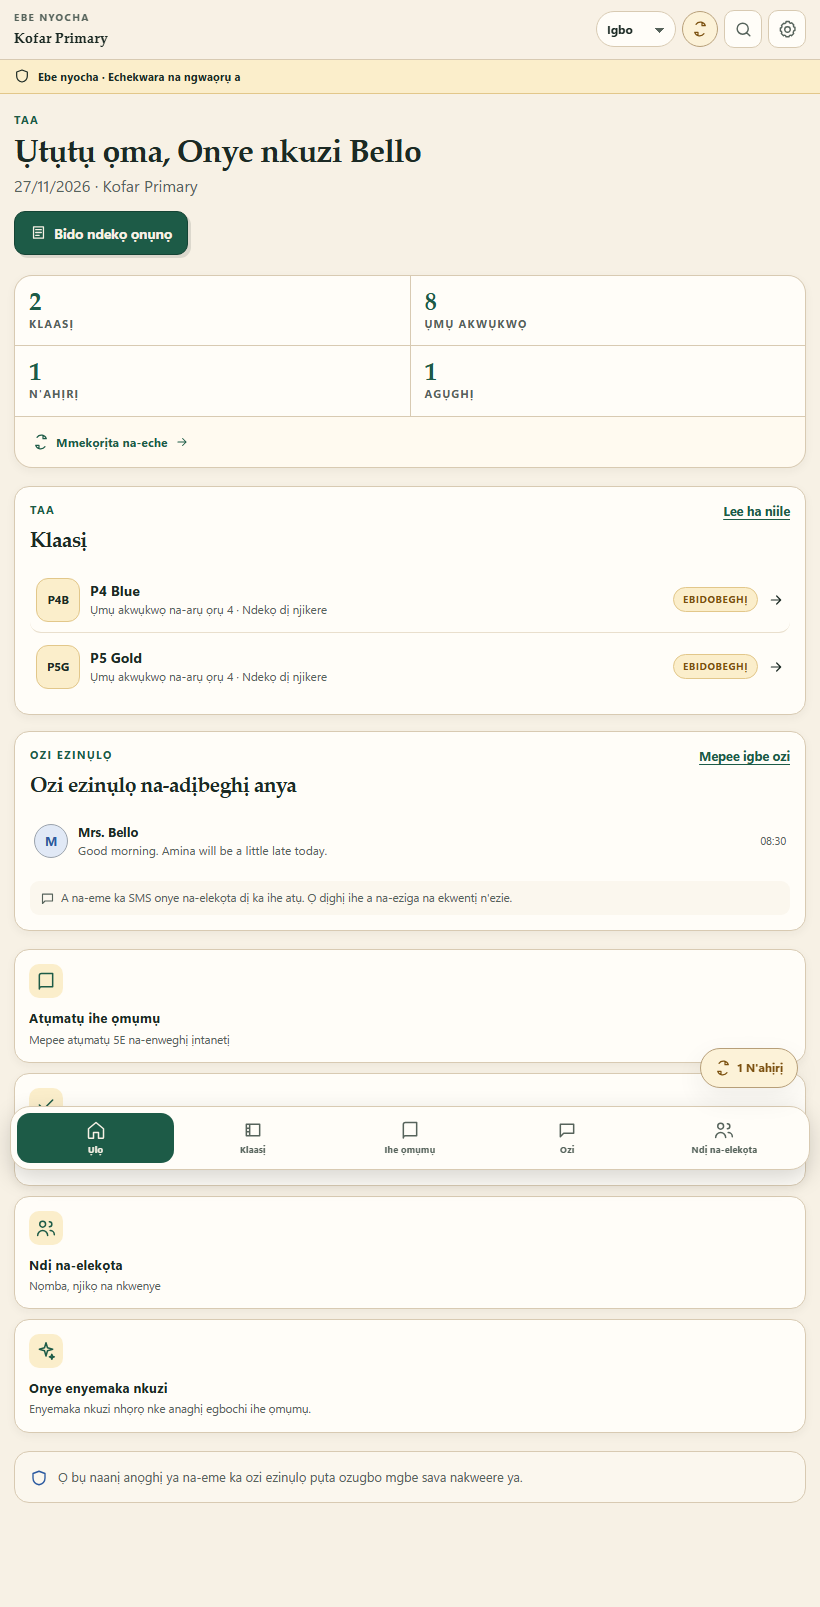 EBE NYOCHA
Kofar Primary
Igbo
Ebe nyocha · Echekwara na ngwaọrụ a
TAA
Ụtụtụ ọma, Onye nkuzi Bello
27/11/2026 · Kofar Primary
Bido ndekọ ọnụnọ
2
KLAASỊ
8
ỤMỤ AKWỤKWỌ
1
N'AHỊRỊ
1
AGỤGHỊ
Mmekọrịta na-eche
TAA
Lee ha niile
Klaasị
P4B
P4 Blue
Ụmụ akwụkwọ na-arụ ọrụ 4 · Ndekọ dị njikere
EBIDOBEGHỊ
P5G
P5 Gold
Ụmụ akwụkwọ na-arụ ọrụ 4 · Ndekọ dị njikere
EBIDOBEGHỊ
OZI EZINỤLỌ
Mepee igbe ozi
Ozi ezinụlọ na-adịbeghị anya
M
Mrs. Bello
Good morning. Amina will be a little late today.
08:30
A na-eme ka SMS onye na-elekọta dị ka ihe atụ. Ọ dịghị ihe a na-eziga na ekwentị n'ezie.
Atụmatụ ihe ọmụmụ
Mepee atụmatụ 5E na-enweghị ịntanetị
1 N'ahịrị
Ụlọ
Klaasị
Ihe ọmụmụ
Ozi
Ndị na-elekọta
Ndị na-elekọta
Nọmba, njikọ na nkwenye
Onye enyemaka nkuzi
Enyemaka nkuzi nhọrọ nke anaghị egbochi ihe ọmụmụ.
Ọ bụ naanị anọghị ya na-eme ka ozi ezinụlọ pụta ozugbo mgbe sava nakweere ya.